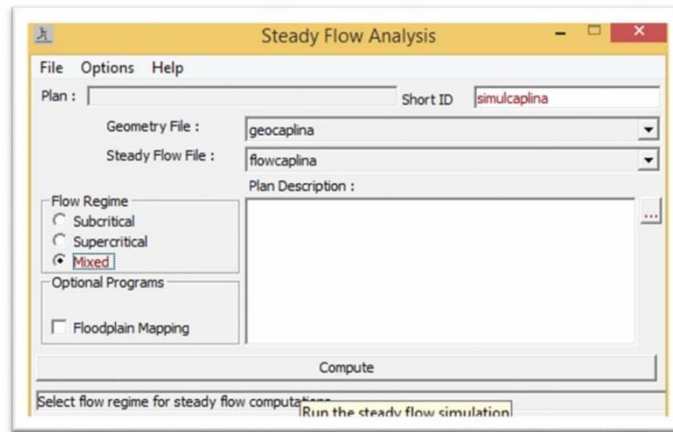 Steady Flow Analysis
File Options Help
Plan : Short ID simulcaplina
Geometry File : geocaplina
Steady Flow File : flowcaplina
Plan Description :
Flow Regime
Subcritical
Supercritical
Mixed
...
Optional Programs
Floodplain Mapping
Compute
Select flow regime for steady flow computations
Run the steady flow simulation